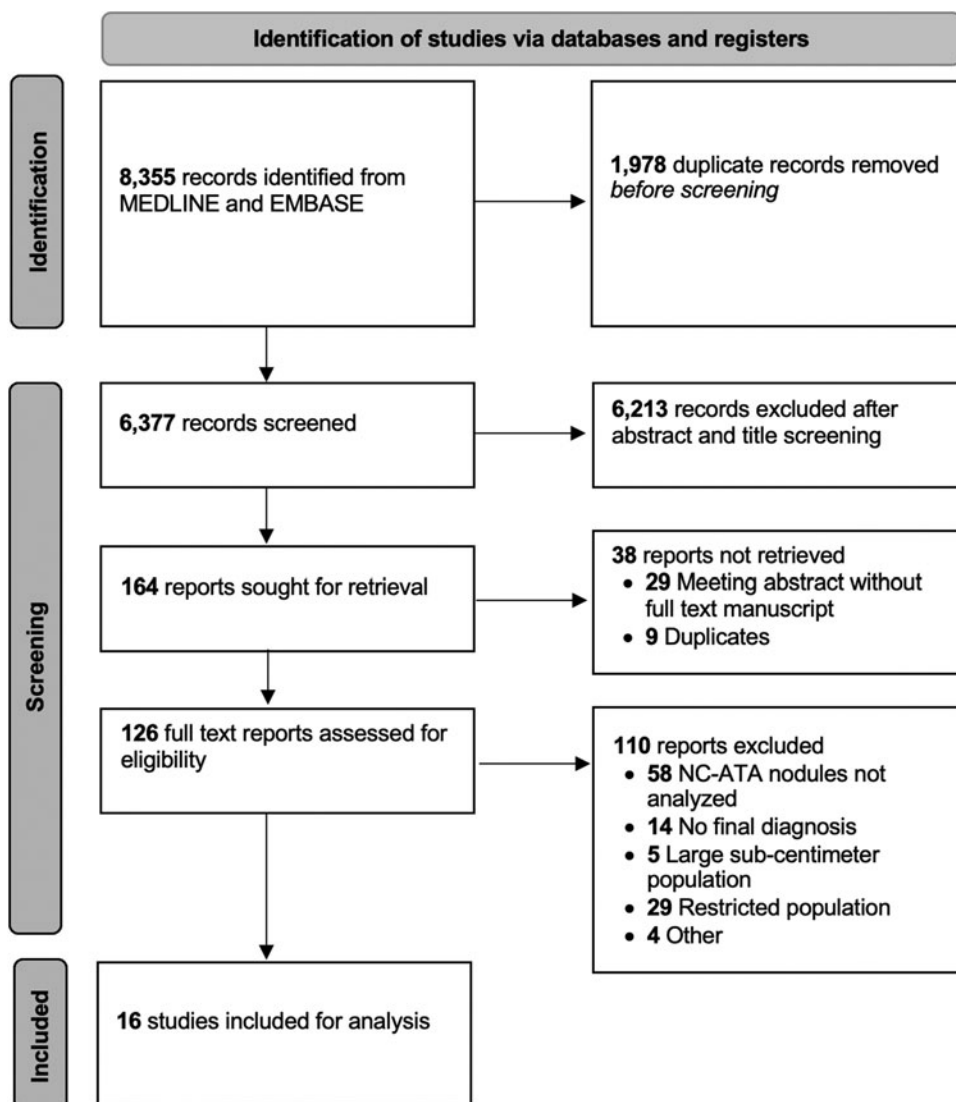 Identification of studies via databases and registers
Identification
8,355 records identified from
MEDLINE and EMBASE
1,978 duplicate records removed
before screening
Screening
6,377 records screened
6,213 records excluded after
abstract and title screening
164 reports sought for retrieval
38 reports not retrieved
• 29 Meeting abstract without
full text manuscript
• 9 Duplicates
126 full text reports assessed for
eligibility
110 reports excluded
• 58 NC-ATA nodules not
analyzed
• 14 No final diagnosis
• 5 Large sub-centimeter
population
• 29 Restricted population
• 4 Other
Included
16 studies included for analysis